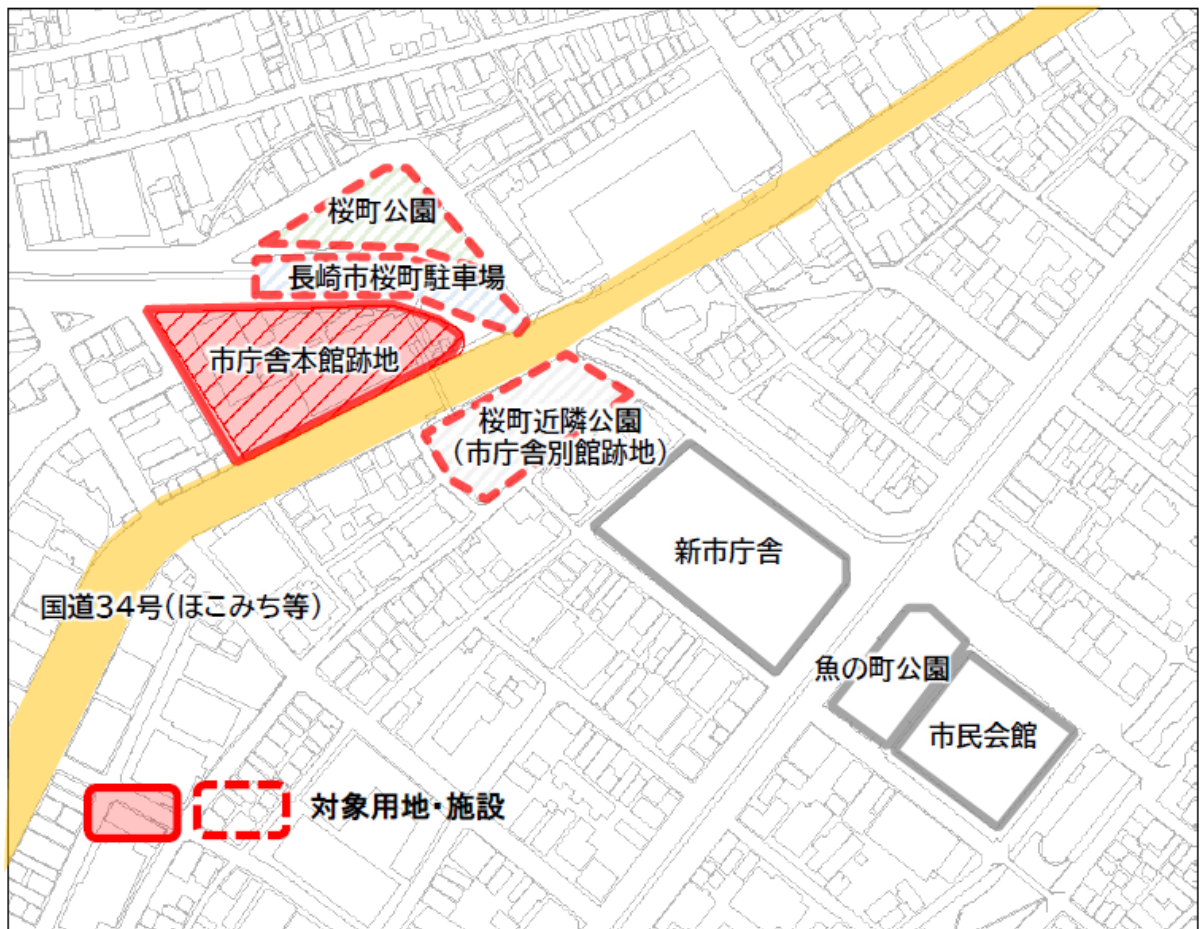 桜町公園
長崎市桜町駐車場
市庁舎本館跡地
桜町近隣公園
（市庁舎別館跡地）
新市庁舎
国道34号(ほこみち等)
魚の町公園
市民会館
対象用地・施設